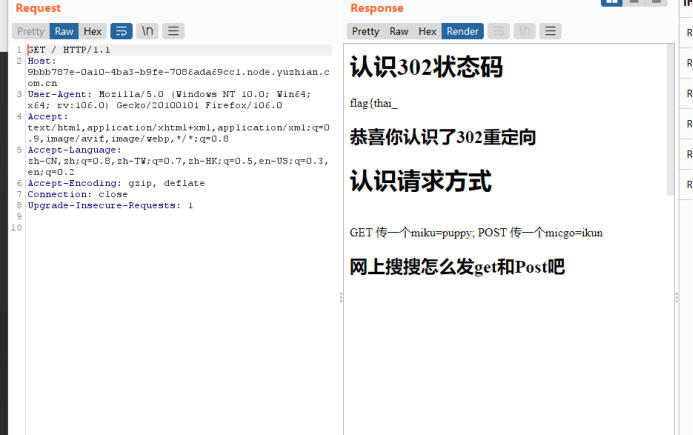 Request
Pretty Raw Hex \n
1 GET / HTTP/1.1
2 Host:
9bbb787e-0a10-4ba3-b9fe-7086ada69cc1.node.yuzhian.c
om.cn
3 User-Agent: Mozilla/5.0 (Windows NT 10.0; Win64;
x64; rv:106.0) Gecko/20100101 Firefox/106.0
4 Accept:
text/html,application/xhtml+xml,application/xml;q=0
.9,image/avif,image/webp,*/*;q=0.8
5 Accept-Language:
zh-CN,zh;q=0.8,zh-TW;q=0.7,zh-HK;q=0.5,en-US;q=0.3,
en;q=0.2
6 Accept-Encoding: gzip, deflate
7 Connection: close
8 Upgrade-Insecure-Requests: 1
9
10
Response
Pretty Raw Hex Render \n
认识302状态码
flag{thai_
恭喜你认识了302重定向
认识请求方式
GET 传一个miku=puppy; POST 传一个micgo=ikun
网上搜搜怎么发get和Post吧